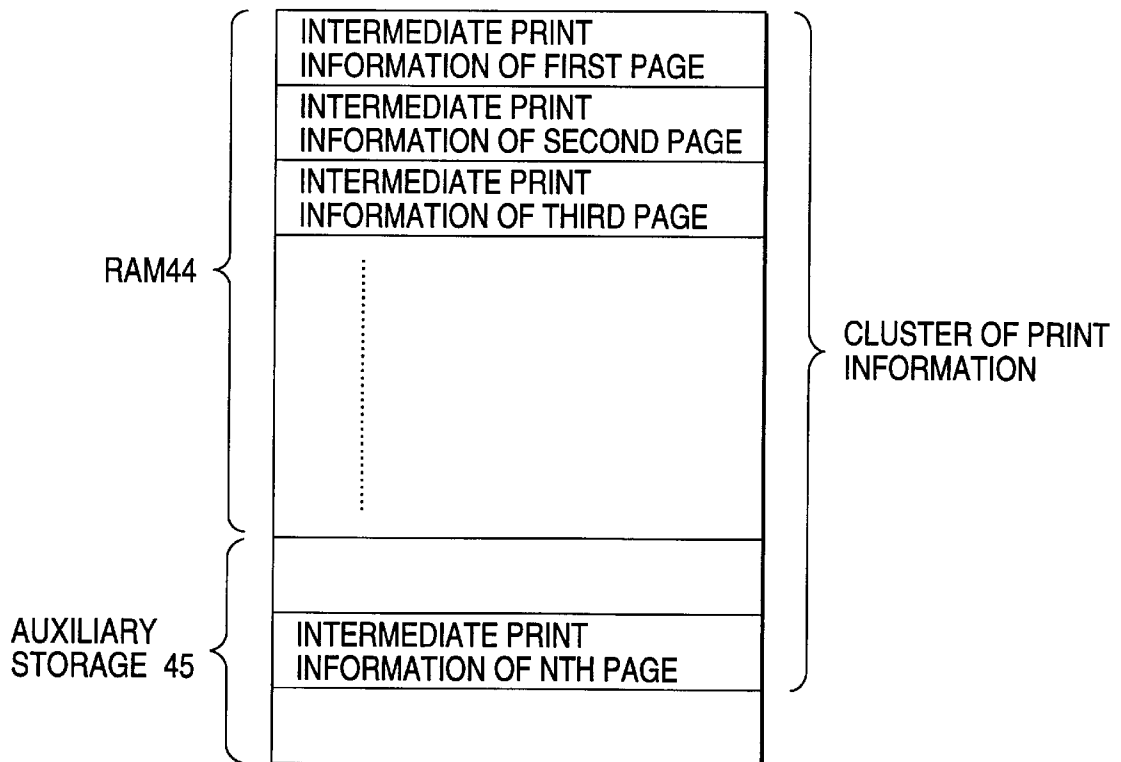 INTERMEDIATE PRINT
INFORMATION OF FIRST PAGE
INTERMEDIATE PRINT
INFORMATION OF SECOND PAGE
INTERMEDIATE PRINT
INFORMATION OF THIRD PAGE
RAM44
CLUSTER OF PRINT
INFORMATION
AUXILIARY
STORAGE 45
INTERMEDIATE PRINT
INFORMATION OF NTH PAGE